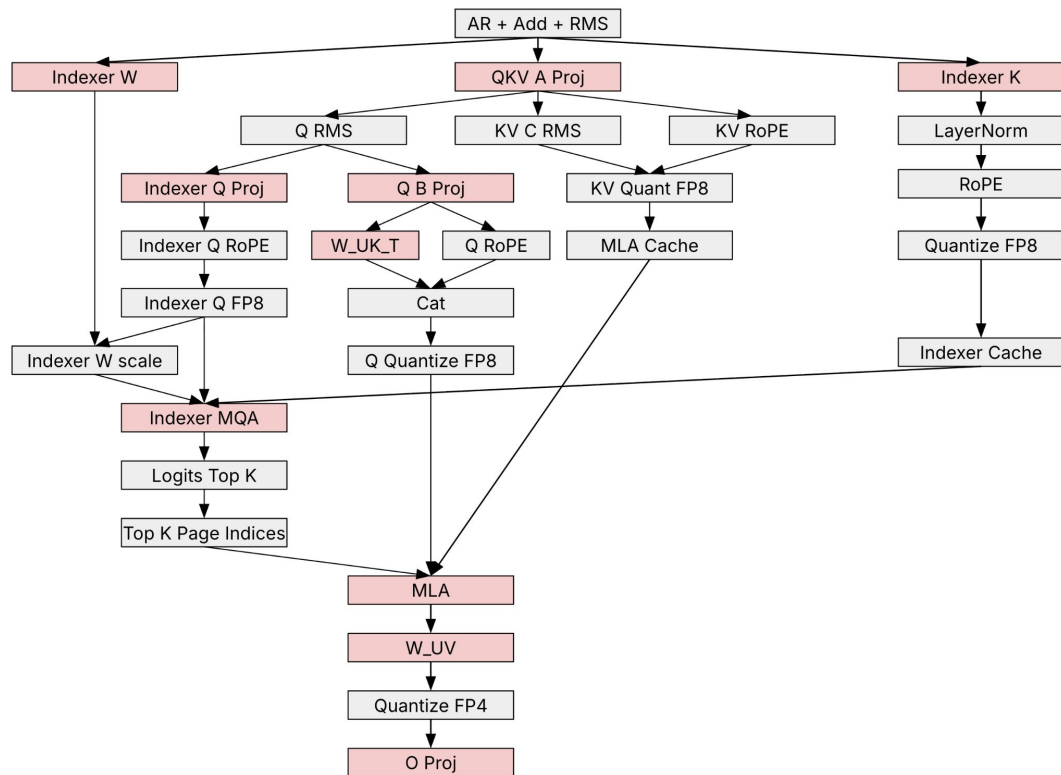 AR + Add + RMS
Indexer W
QKV A Proj
Indexer K
Q RMS
KV C RMS
KV RoPE
LayerNorm
Indexer Q Proj
Q B Proj
KV Quant FP8
RoPE
Indexer Q RoPE
W_UK_T
Q RoPE
MLA Cache
Quantize FP8
Indexer Q FP8
Cat
Indexer W scale
Q Quantize FP8
Indexer Cache
Indexer MQA
Logits Top K
Top K Page Indices
MLA
W_UV
Quantize FP4
O Proj